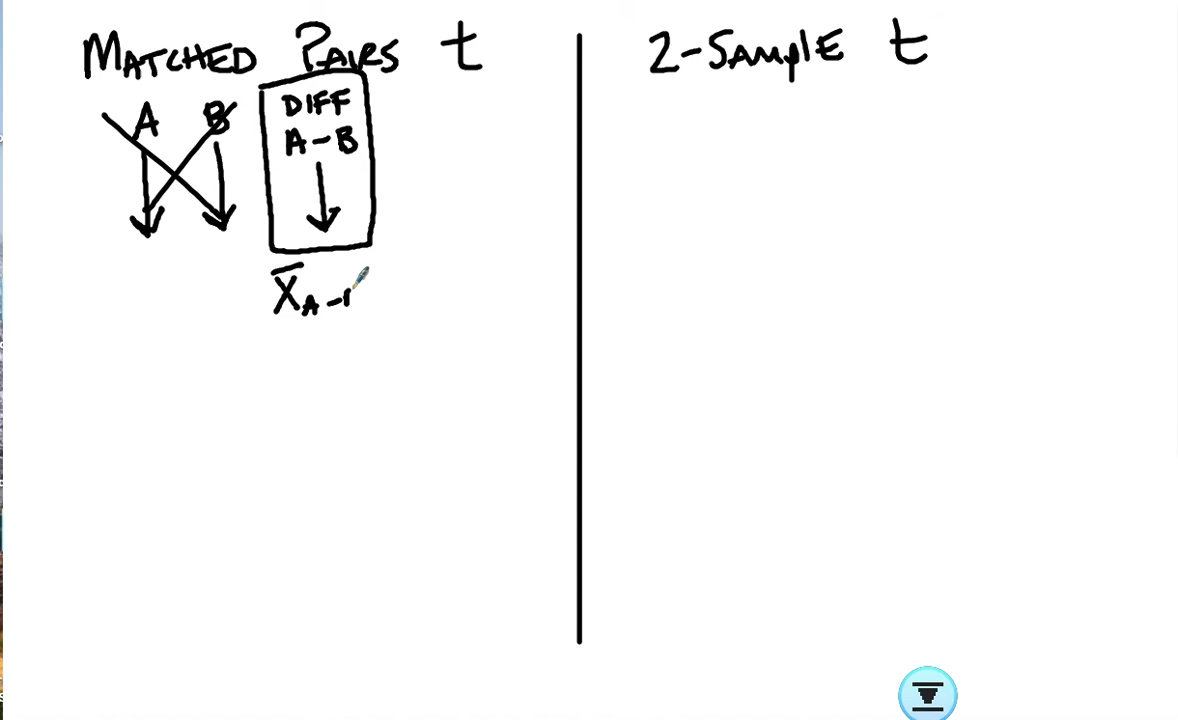 MATCHED PAIRS t
A B DIFF
A-B
X̄A-
2-SAMPLE t